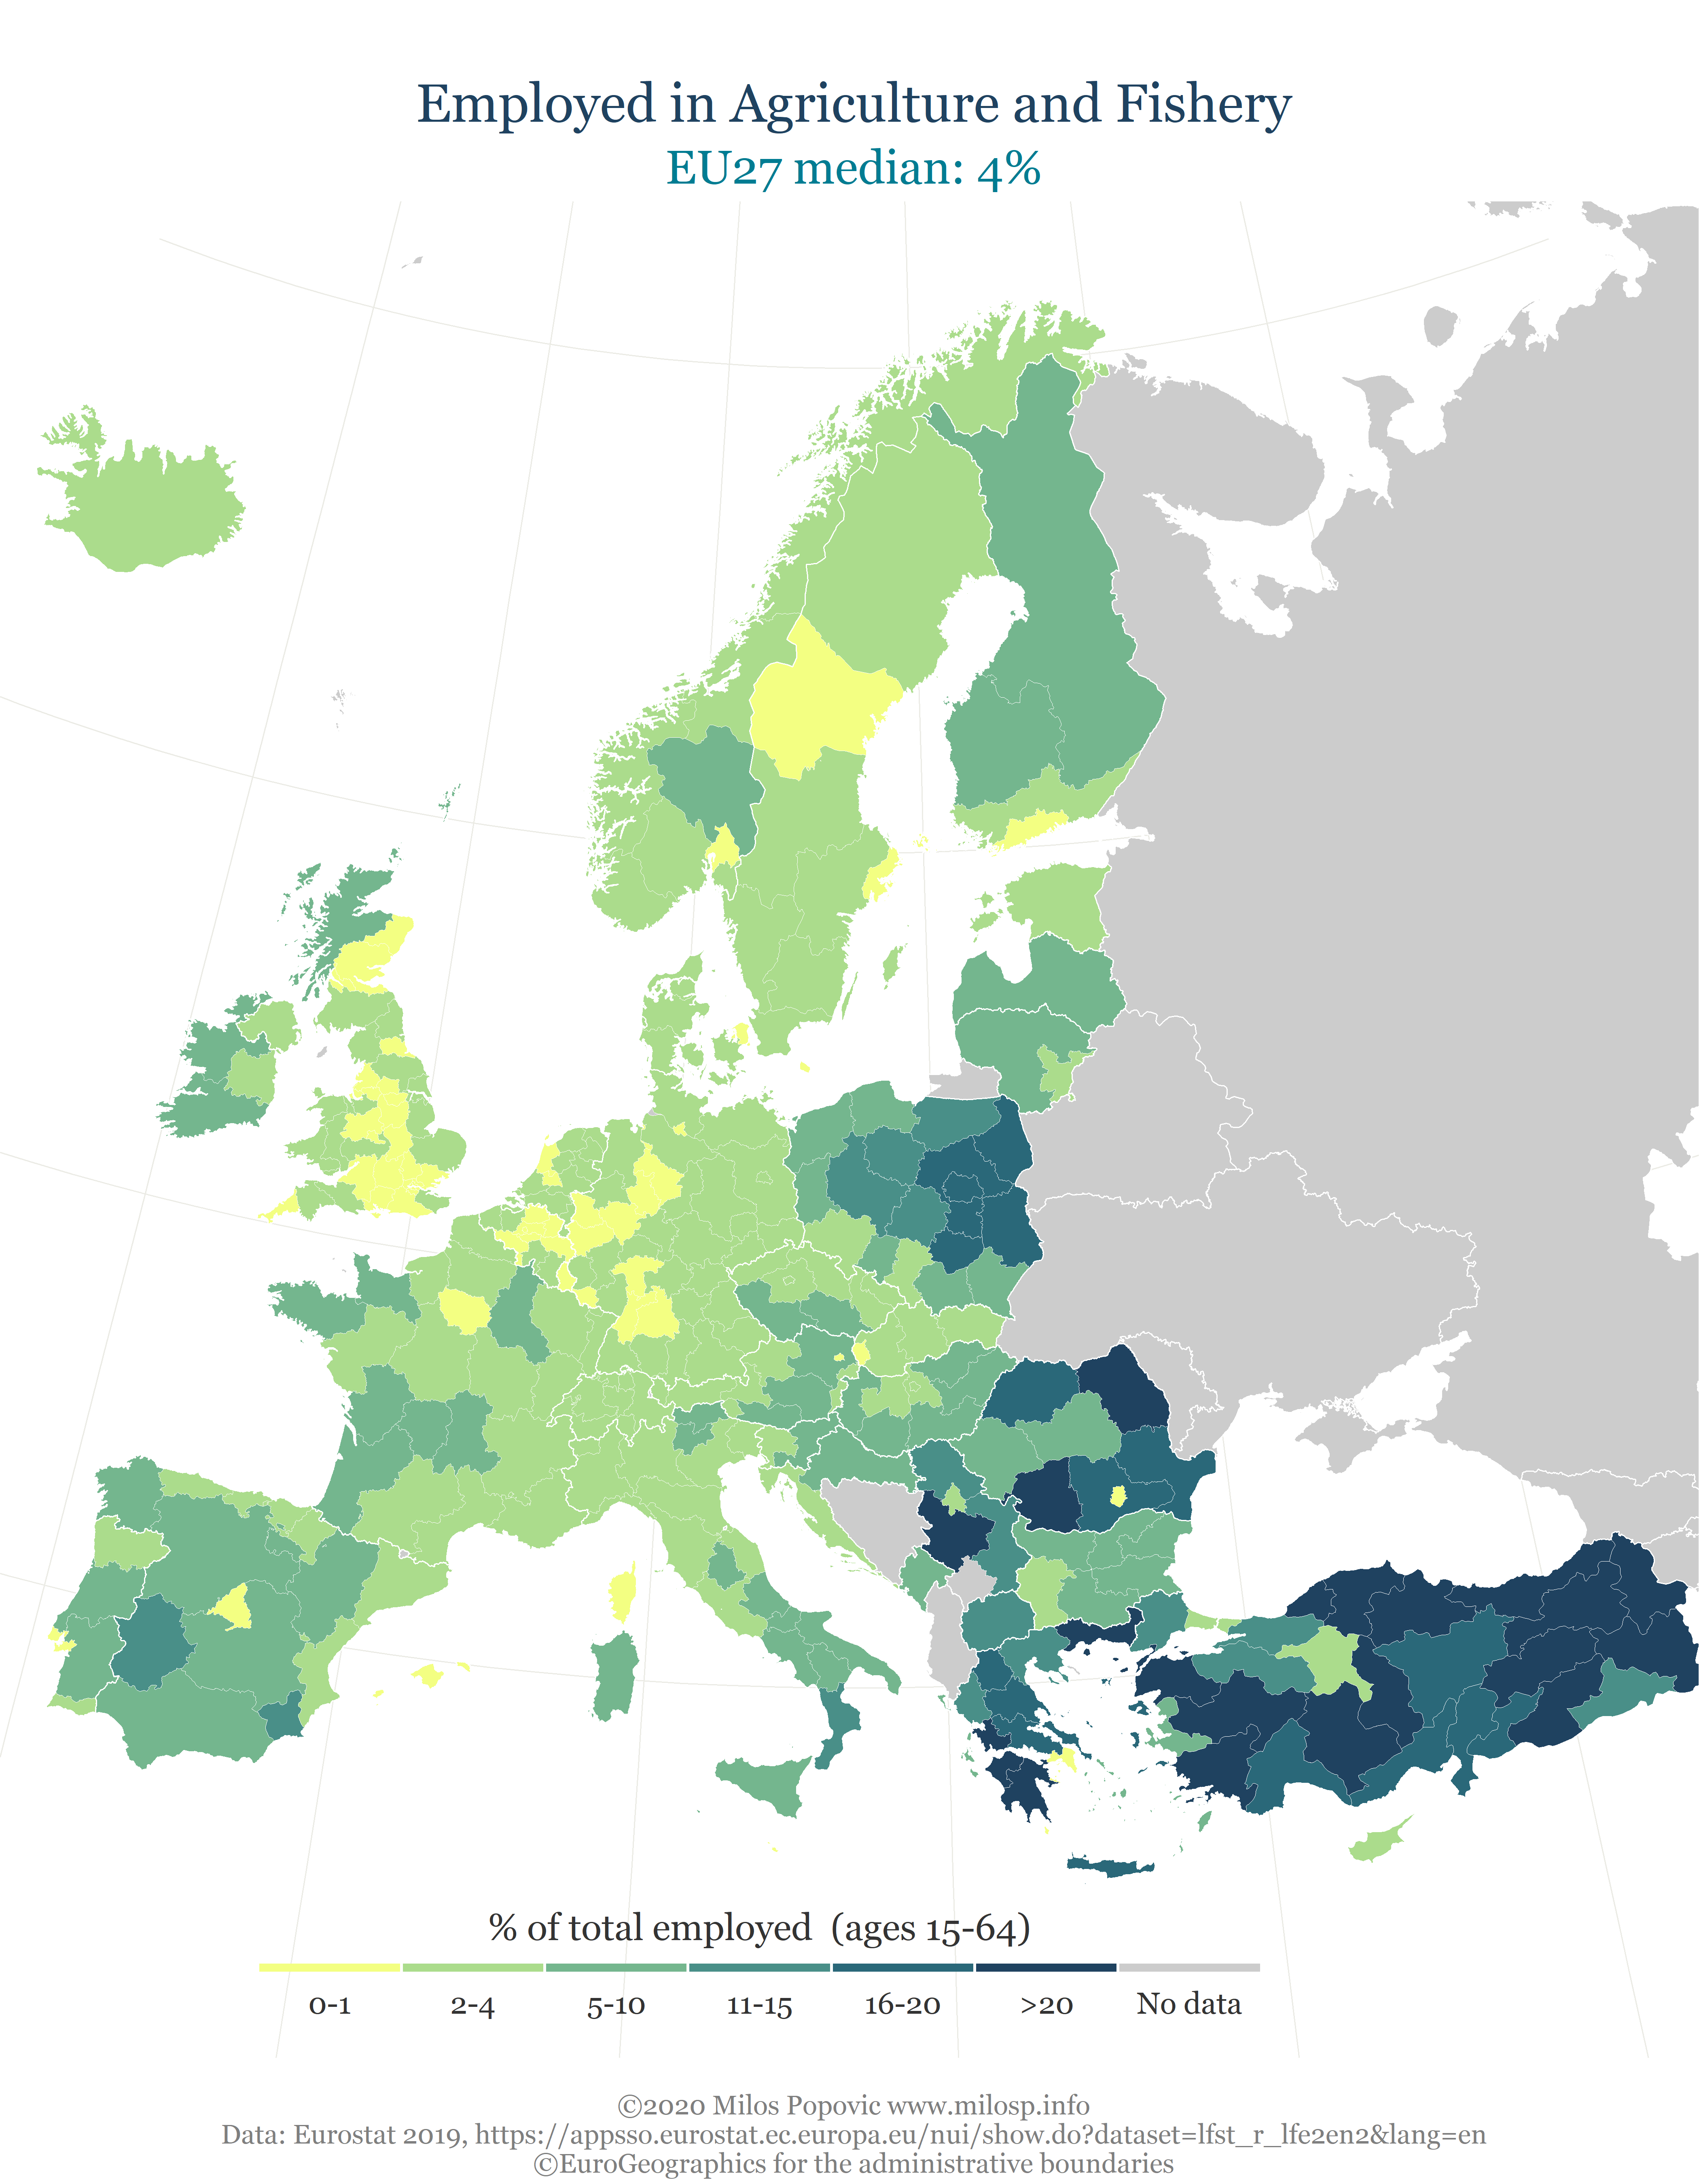 Employed in Agriculture and Fishery
EU27 median: 4%
% of total employed (ages 15-64)
0-1
2-4
5-10
11-15
16-20
>20
No data
©2020 Milos Popovic www.milosp.info
Data: Eurostat 2019, https://appsso.eurostat.ec.europa.eu/nui/show.do?dataset=lfst_r_lfe2en2&lang=en
©EuroGeographics for the administrative boundaries